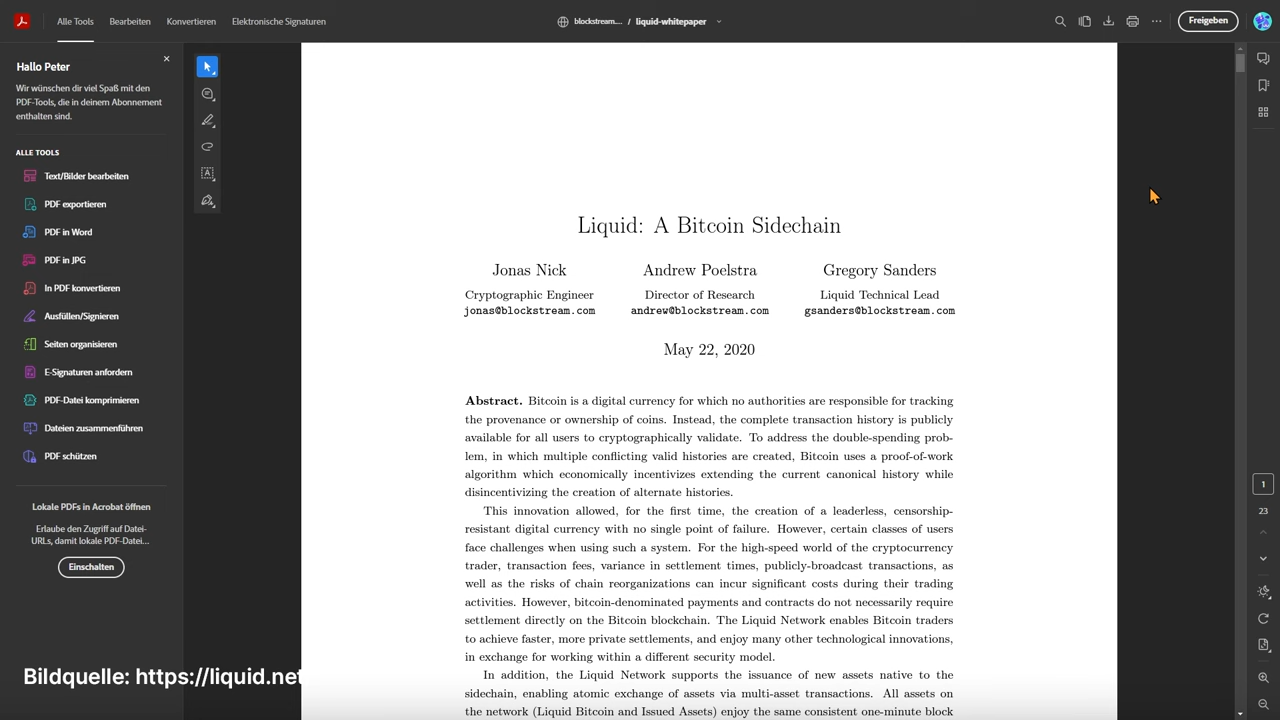 Alle Tools
Bearbeiten
Konvertieren
Elektronische Signaturen
blockstream.... / liquid-whitepaper
Freigeben
Hallo Peter
Wir wünschen dir viel Spaß mit den
PDF-Tools, die in deinem Abonnement
enthalten sind.
ALLE TOOLS
Text/Bilder bearbeiten
PDF exportieren
PDF in Word
PDF in JPG
In PDF konvertieren
Ausfüllen/Signieren
Seiten organisieren
E-Signaturen anfordern
PDF-Datei komprimieren
Dateien zusammenführen
PDF schützen
Lokale PDFs in Acrobat öffnen
Erlaube den Zugriff auf Datei-
URLs, damit lokale PDF-Datei...
Einschalten
Liquid: A Bitcoin Sidechain
Jonas Nick
Cryptographic Engineer
jonas@blockstream.com
Andrew Poelstra
Director of Research
andrew@blockstream.com
Gregory Sanders
Liquid Technical Lead
gsanders@blockstream.com
May 22, 2020
Abstract. Bitcoin is a digital currency for which no authorities are responsible for tracking
the provenance or ownership of coins. Instead, the complete transaction history is publicly
available for all users to cryptographically validate. To address the double-spending prob-
lem, in which multiple conflicting valid histories are created, Bitcoin uses a proof-of-work
algorithm which economically incentivizes extending the current canonical history while
disincentivizing the creation of alternate histories.
This innovation allowed, for the first time, the creation of a leaderless, censorship-
resistant digital currency with no single point of failure. However, certain classes of users
face challenges when using such a system. For the high-speed world of the cryptocurrency
trader, transaction fees, variance in settlement times, publicly-broadcast transactions, as
well as the risks of chain reorganizations can incur significant costs during their trading
activities. However, bitcoin-denominated payments and contracts do not necessarily require
settlement directly on the Bitcoin blockchain. The Liquid Network enables Bitcoin traders
to achieve faster, more private settlements, and enjoy many other technological innovations,
in exchange for working within a different security model.
In addition, the Liquid Network supports the issuance of new assets native to the
sidechain, enabling atomic exchange of assets via multi-asset transactions. All assets on
the network (Liquid Bitcoin and Issued Assets) enjoy the same consistent one-minute block
1
23
Bildquelle: https://liquid.net